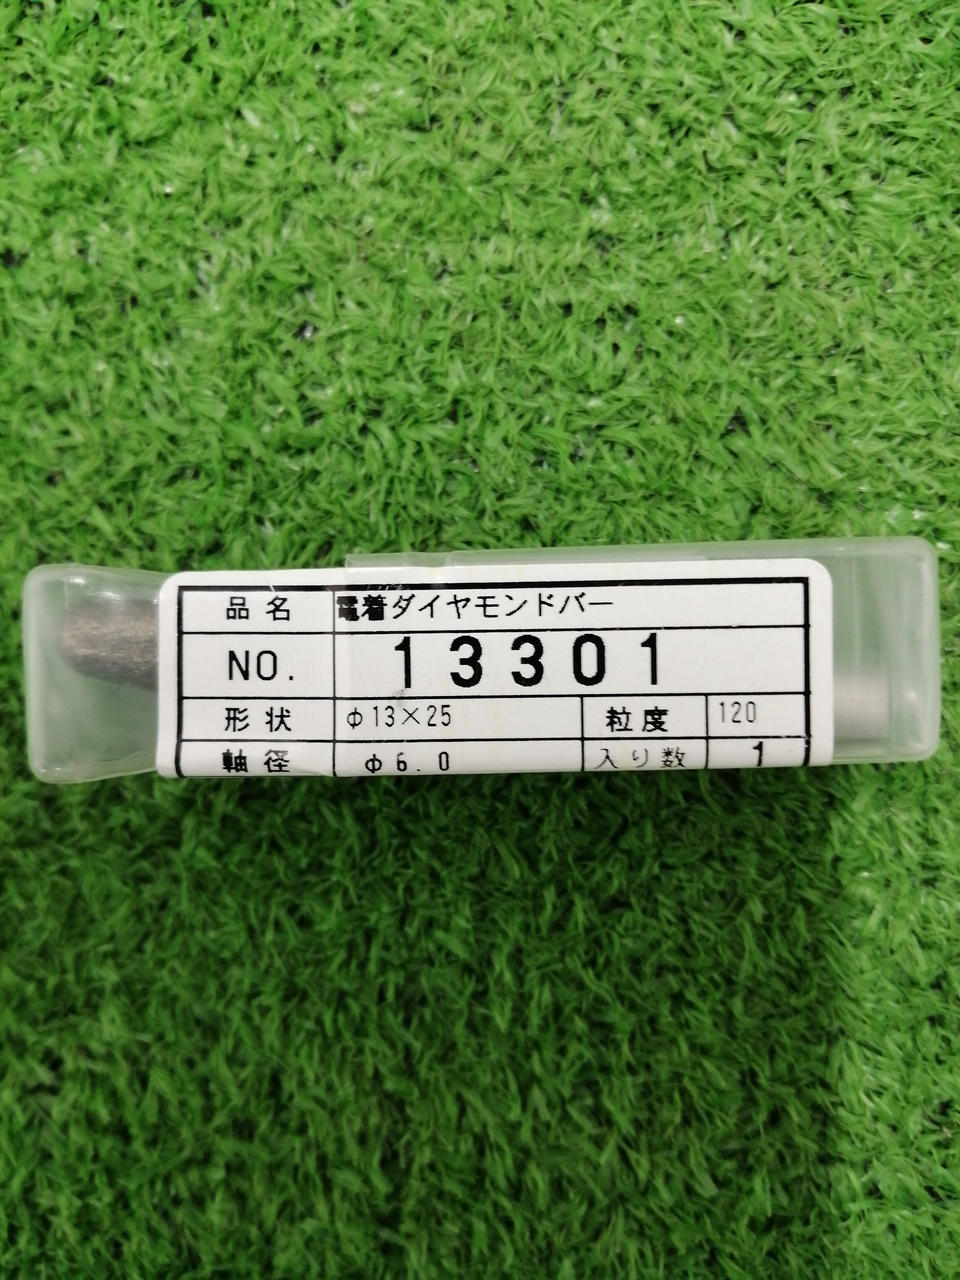 品名 電着ダイヤモンドバー
NO. 13301
形状 φ13×25 粒度 120
軸径 φ6.0 入り数 1